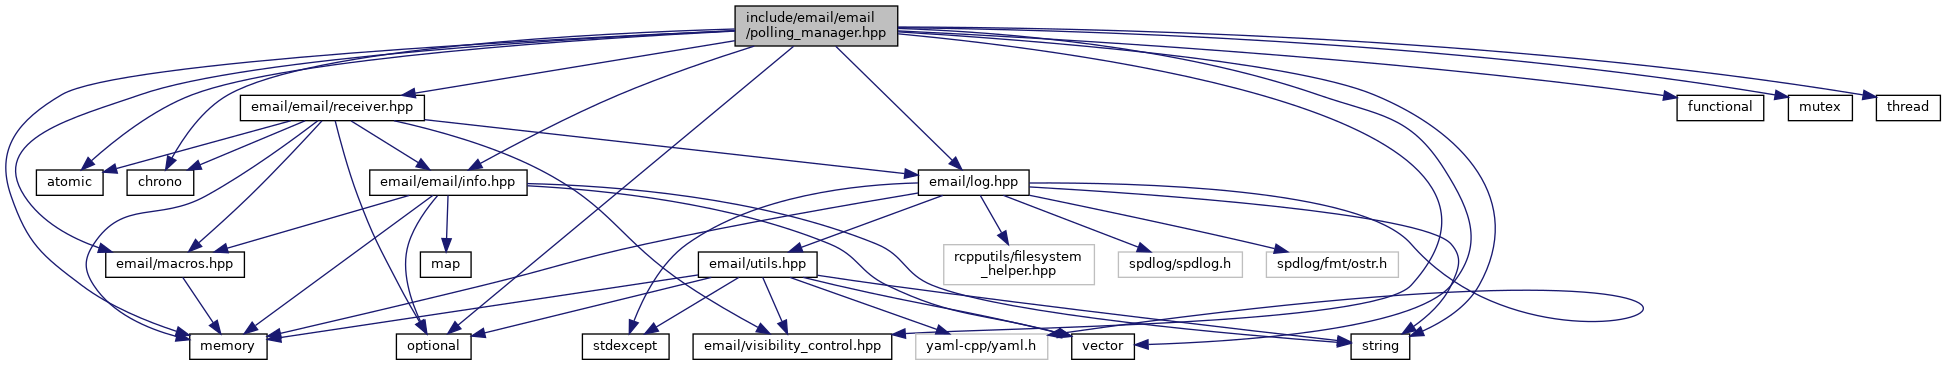 include/email/email
/polling_manager.hpp
email/email/receiver.hpp
functional
mutex
thread
atomic
chrono
email/email/info.hpp
email/log.hpp
email/macros.hpp
map
email/utils.hpp
rcpputils/filesystem
_helper.hpp
spdlog/spdlog.h
spdlog/fmt/ostr.h
memory
optional
stdexcept
email/visibility_control.hpp
yaml-cpp/yaml.h
vector
string